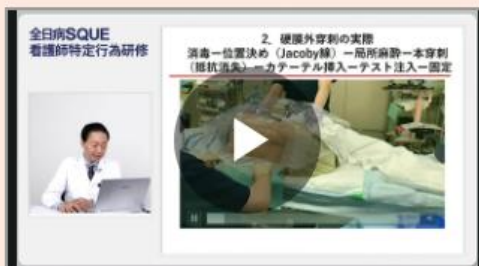 全日病SQUE
看護師特定行為研修
2、硬膜外穿刺の実際
消毒ー位置決め（Jacoby線）ー局所麻酔ー本穿刺
（抵抗消失）ーカテーテル挿入ーテスト注入ー固定